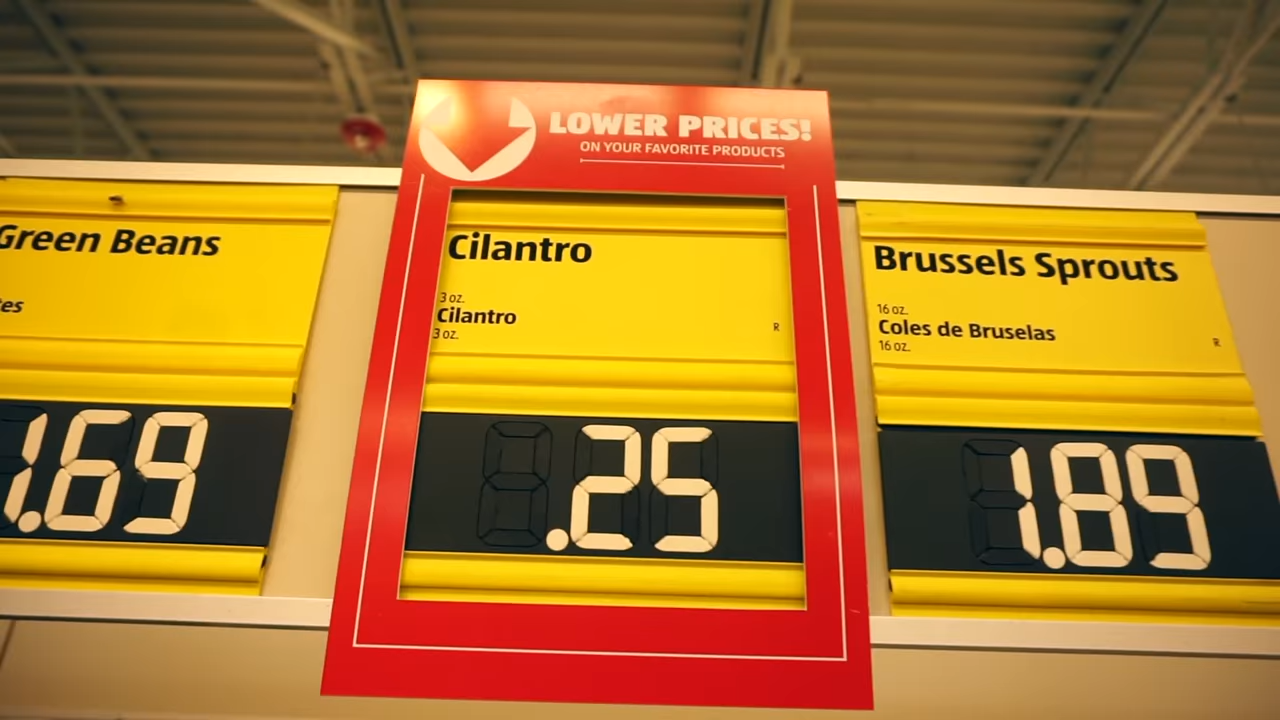 LOWER PRICES!
ON YOUR FAVORITE PRODUCTS
Green Beans
1.69
Cilantro
3 oz.
Cilantro
3 oz.
R
.25
Brussels Sprouts
16 oz.
Coles de Bruselas
16 oz.
R
1.89